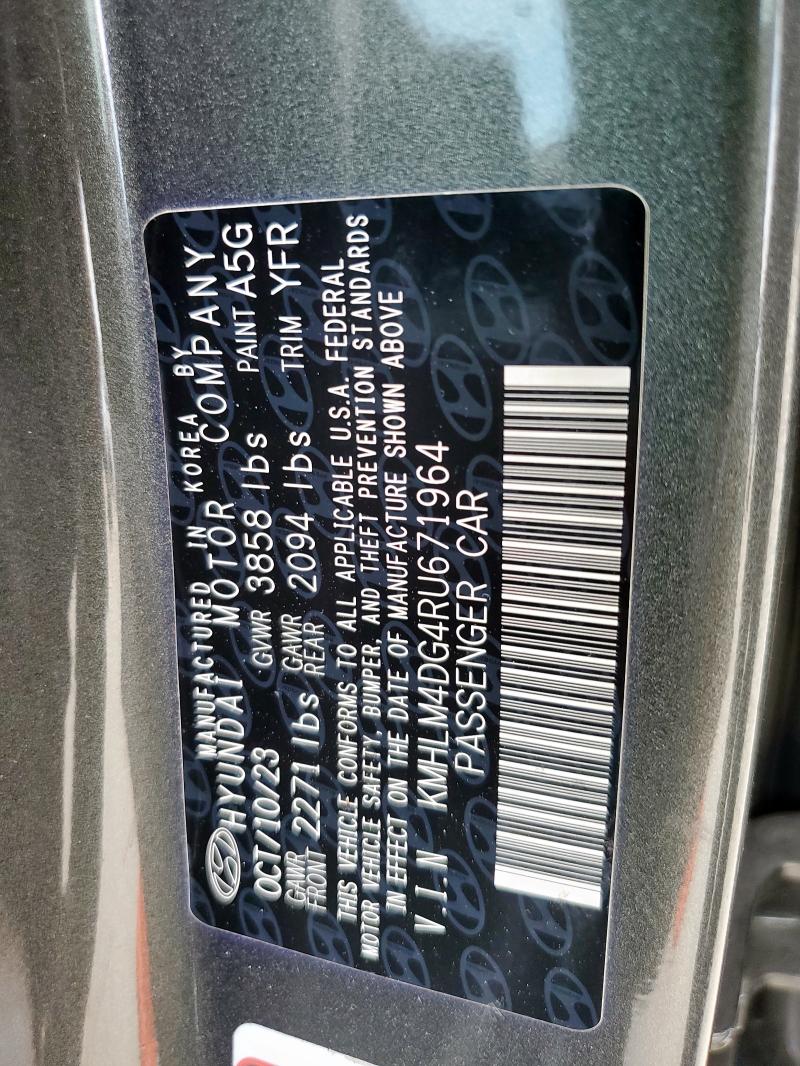 MANUFACTURED IN KOREA BY
HYUNDAI MOTOR COMPANY
OCT/10/23 GVWR 3858 lbs PAINT A5G
GAWR FRONT 2271 lbs GAWR REAR 2094 lbs TRIM YFR
THIS VEHICLE CONFORMS TO ALL APPLICABLE U.S.A. FEDERAL
MOTOR VEHICLE SAFETY, BUMPER, AND THEFT PREVENTION STANDARDS
IN EFFECT ON THE DATE OF MANUFACTURE SHOWN ABOVE
V.I.N KMHLM4DG4RU671964
PASSENGER CAR